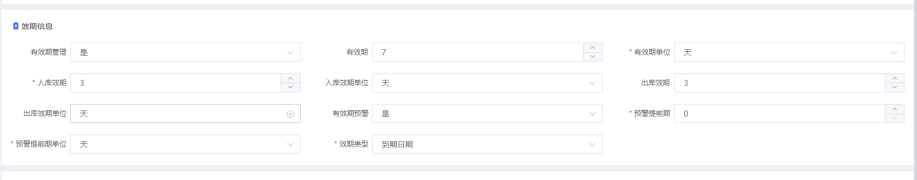 效期信息
有效期管理 是 有效期 7 * 有效期单位 天
* 入库效期 3 入库效期单位 天 出库效期 3
出库效期单位 天 有效期预警 是 * 预警提前期 0
* 预警提前期单位 天 * 效期类型 到期日期